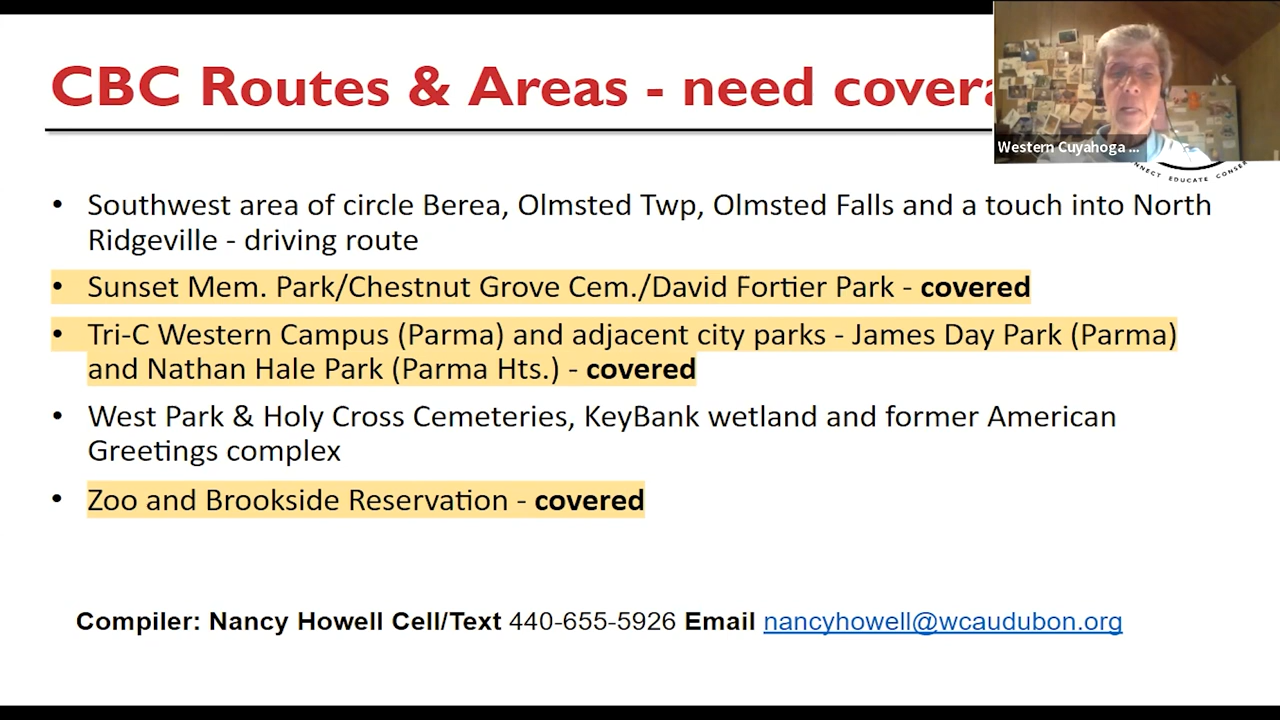 CBC Routes & Areas - need covera
Western Cuyahoga ...
NNECT EDUCATE CONSER
• Southwest area of circle Berea, Olmsted Twp, Olmsted Falls and a touch into North
Ridgeville - driving route
• Sunset Mem. Park/Chestnut Grove Cem./David Fortier Park - covered
• Tri-C Western Campus (Parma) and adjacent city parks - James Day Park (Parma)
and Nathan Hale Park (Parma Hts.) - covered
• West Park & Holy Cross Cemeteries, KeyBank wetland and former American
Greetings complex
• Zoo and Brookside Reservation - covered
Compiler: Nancy Howell Cell/Text 440-655-5926 Email nancyhowell@wcaudubon.org